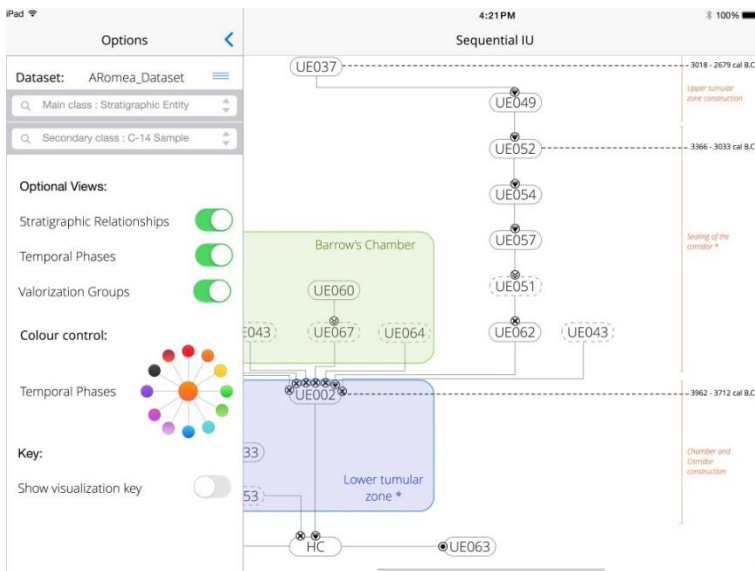 iPad
4:21PM
100%
Options
Sequential IU
Dataset: ARomea_Dataset
Main class : Stratigraphic Entity
Secondary class : C-14 Sample
Optional Views:
Stratigraphic Relationships
Temporal Phases
Valorization Groups
Colour control:
Temporal Phases
Key:
Show visualization key
UE037
3018 - 2679 cal B.C
Upper tumular
zone construction
UE049
UE052
3366 - 3033 cal B.C
UE054
UE057
Sealing of the
corridor *
Barrow's Chamber
UE060
UE051
E043
UE067
UE064
UE062
UE043
UE002
3962 - 3712 cal B.C
33
Chamber and
Corridor
construction
Lower tumular
zone *
53
HC
UE063